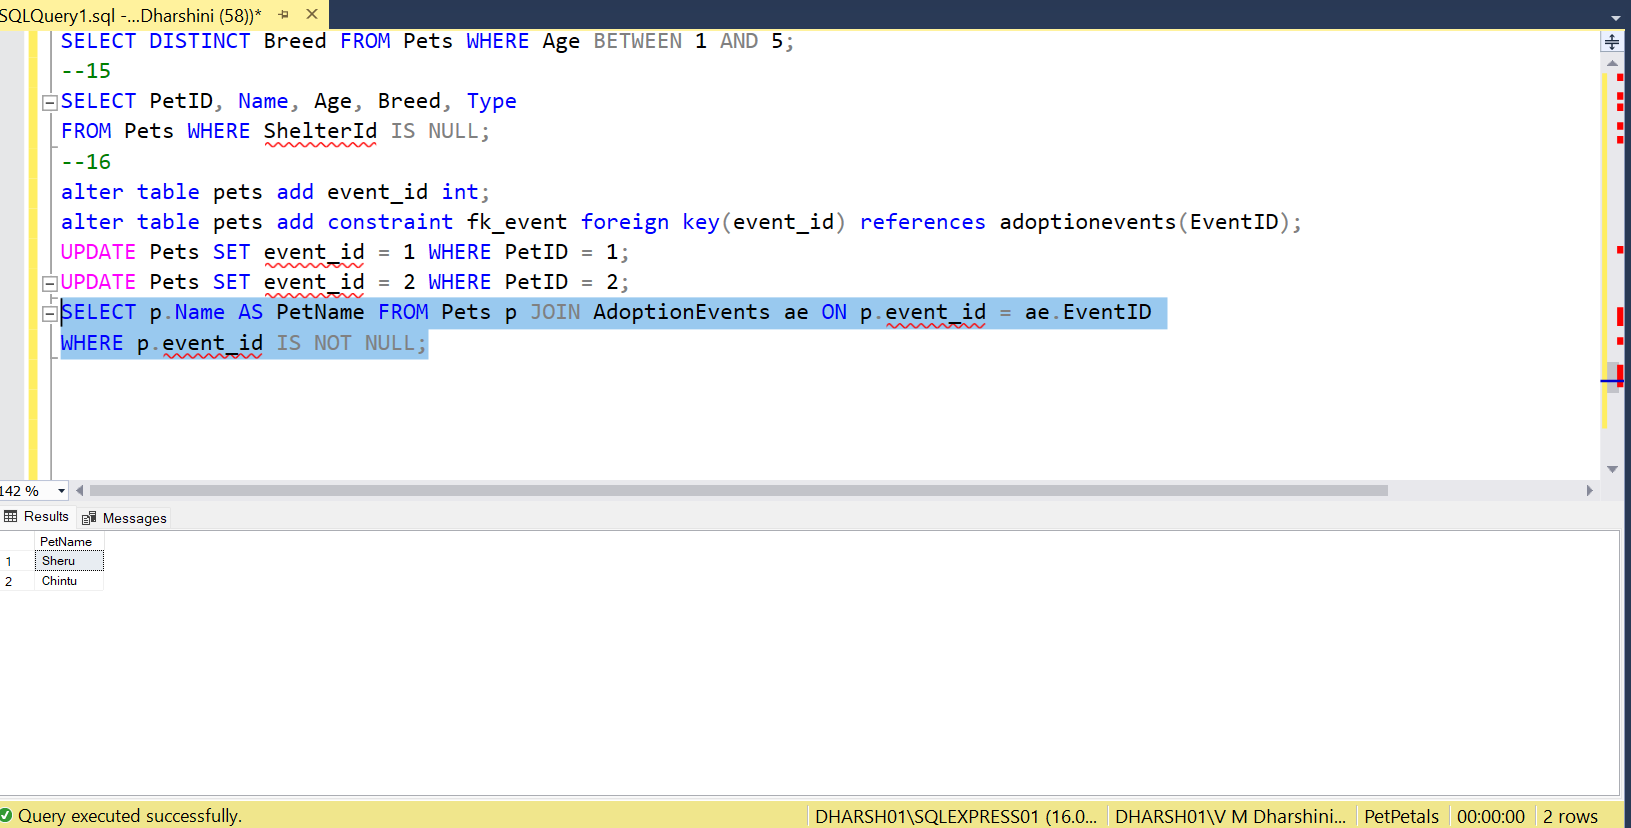 SQLQuery1.sql -...Dharshini (58))*
SELECT DISTINCT Breed FROM Pets WHERE Age BETWEEN 1 AND 5;
--15
SELECT PetID, Name, Age, Breed, Type
FROM Pets WHERE ShelterId IS NULL;
--16
alter table pets add event_id int;
alter table pets add constraint fk_event foreign key(event_id) references adoptionevents(EventID);
UPDATE Pets SET event_id = 1 WHERE PetID = 1;
UPDATE Pets SET event_id = 2 WHERE PetID = 2;
SELECT p.Name AS PetName FROM Pets p JOIN AdoptionEvents ae ON p.event_id = ae.EventID
WHERE p.event_id IS NOT NULL;
142 %
Results Messages
PetName
1 Sheru
2 Chintu
Query executed successfully. DHARSH01\SQLEXPRESS01 (16.0... DHARSH01\V M Dharshini... PetPetals 00:00:00 2 rows